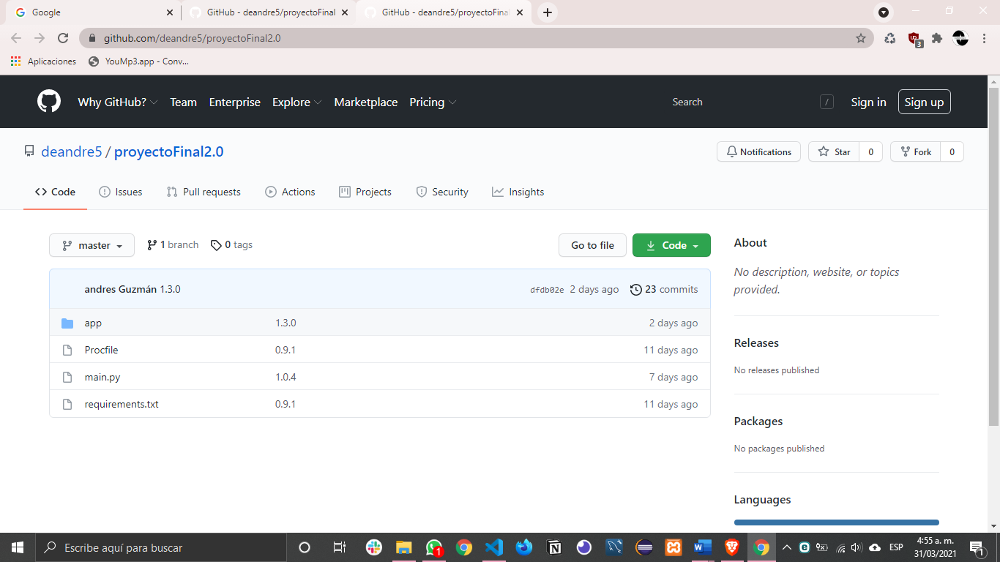 Google
GitHub - deandre5/proyectoFinal
GitHub - deandre5/proyectoFinal
github.com/deandre5/proyectoFinal2.0
3
Aplicaciones
YouMp3.app - Conv...
Why GitHub?
Team
Enterprise
Explore
Marketplace
Pricing
Search
/
Sign in
Sign up
deandre5 / proyectoFinal2.0
Notifications
Star
0
Fork
0
Code
Issues
Pull requests
Actions
Projects
Security
Insights
master
1 branch
0 tags
Go to file
Code
andres Guzmán 1.3.0
dfdb02e 2 days ago
23 commits
app
1.3.0
2 days ago
Procfile
0.9.1
11 days ago
main.py
1.0.4
7 days ago
requirements.txt
0.9.1
11 days ago
About
No description, website, or topics
provided.
Releases
No releases published
Packages
No packages published
Languages
Escribe aquí para buscar
1
ESP
4:55 a. m.
31/03/2021
1